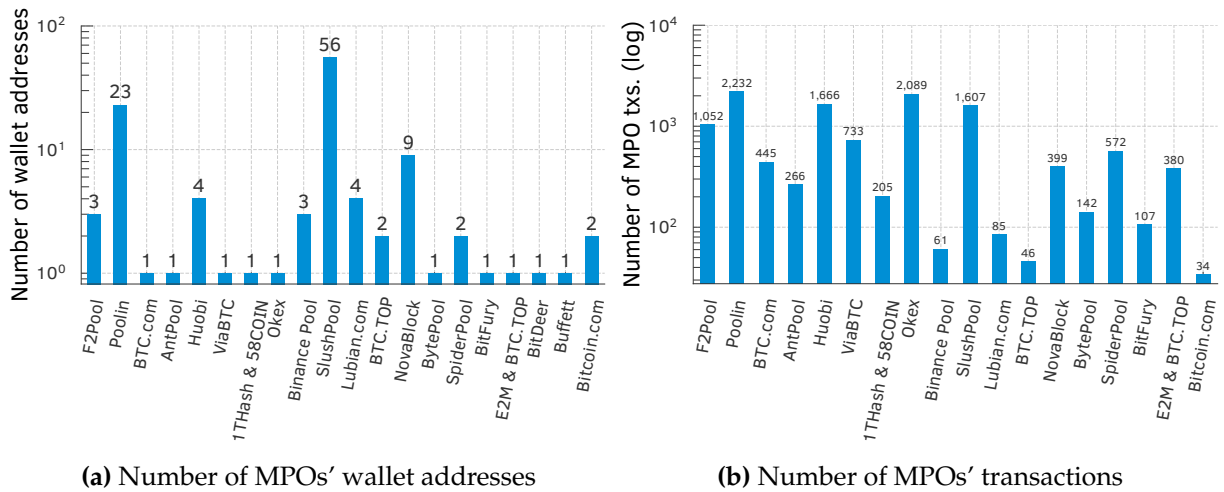 Number of wallet addresses
10²
10¹
10⁰
3
23
1
1
4
1
1
1
3
56
4
2
9
1
2
1
1
1
1
2
F2Pool
Poolin
BTC.com
AntPool
Huobi
ViaBTC
1THash & 58COIN
Okex
Binance Pool
SlushPool
Lubian.com
BTC.TOP
NovaBlock
BytePool
SpiderPool
BitFury
E2M & BTC.TOP
BitDeer
Buffett
Bitcoin.com
(a) Number of MPOs’ wallet addresses
Number of MPO txs. (log)
10⁴
10³
10²
1,052
2,232
445
266
1,666
733
205
2,089
61
1,607
85
46
399
142
572
107
380
34
F2Pool
Poolin
BTC.com
AntPool
Huobi
ViaBTC
1THash & 58COIN
Okex
Binance Pool
SlushPool
Lubian.com
BTC.TOP
NovaBlock
BytePool
SpiderPool
BitFury
E2M & BTC.TOP
Bitcoin.com
(b) Number of MPOs’ transactions